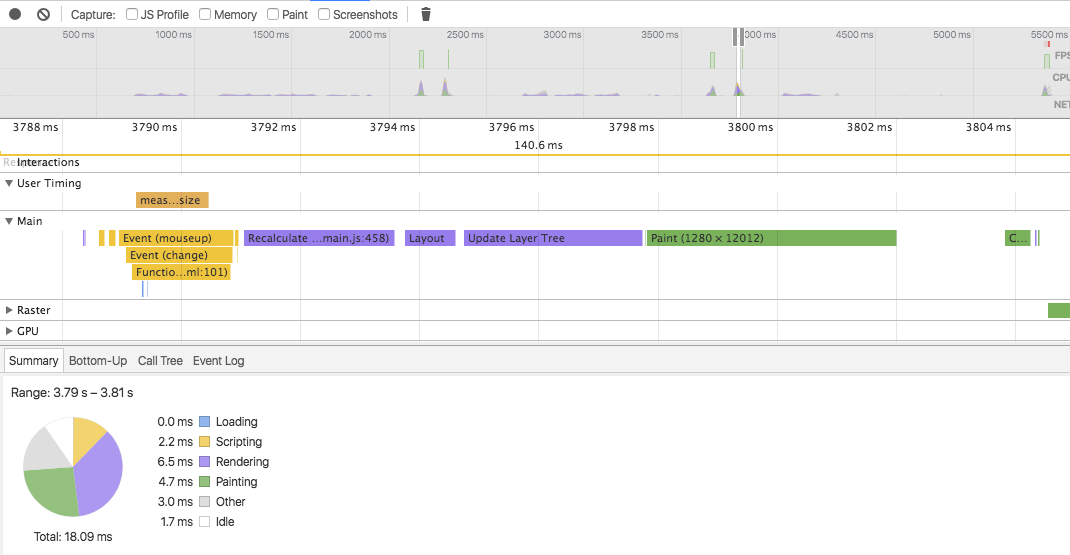 Capture: JS Profile Memory Paint Screenshots
500 ms 1000 ms 1500 ms 2000 ms 2500 ms 3000 ms 3500 ms 000 ms 4500 ms 5000 ms 5500 ms
FPS
CPU
NET
3788 ms 3790 ms 3792 ms 3794 ms 3796 ms 3798 ms 3800 ms 3802 ms 3804 ms
140.6 ms
Interactions
User Timing
meas...size
Main
Event (mouseup) Recalculate ...main.js:458) Layout Update Layer Tree Paint (1280 × 12012) C...
Event (change)
Functio...ml:101)
Raster
GPU
Summary Bottom-Up Call Tree Event Log
Range: 3.79 s – 3.81 s
0.0 ms Loading
2.2 ms Scripting
6.5 ms Rendering
4.7 ms Painting
3.0 ms Other
1.7 ms Idle
Total: 18.09 ms